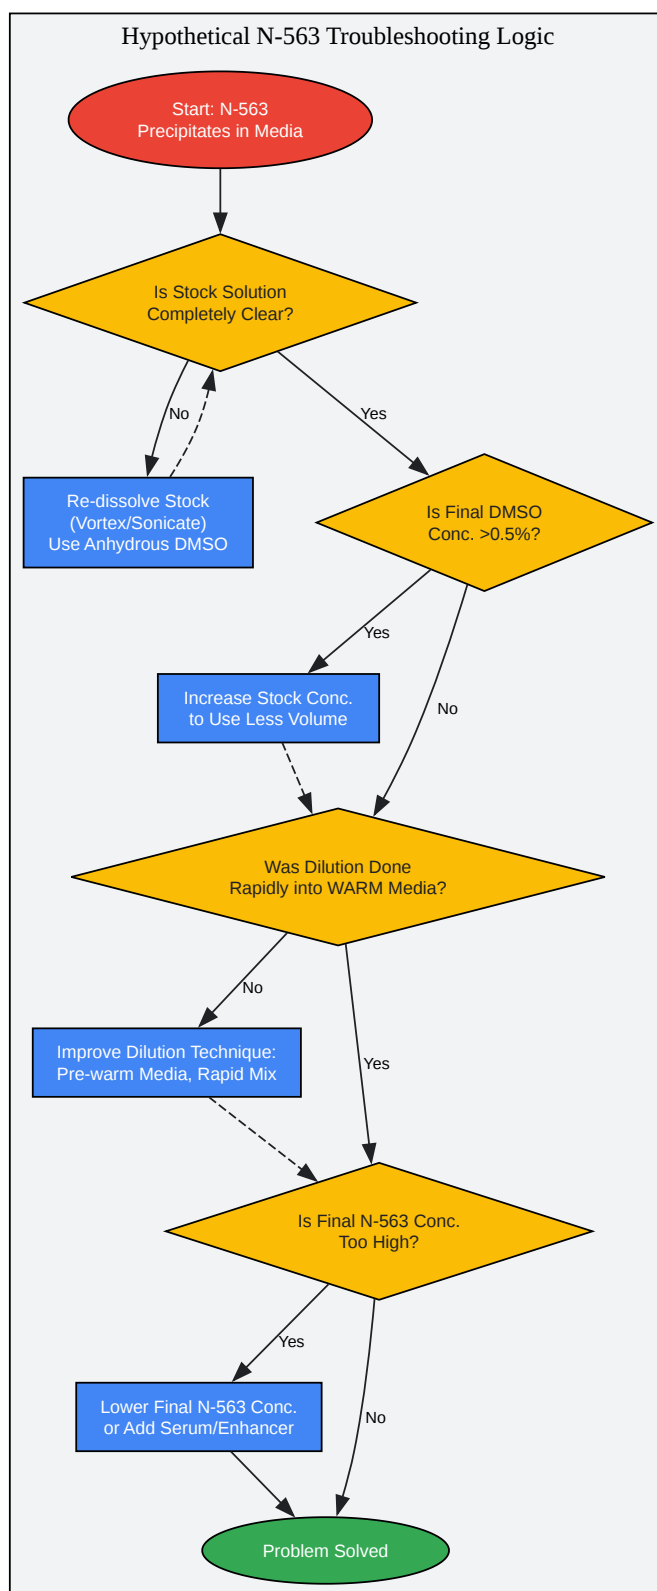 Hypothetical N-563 Troubleshooting Logic
Start: N-563
Precipitates in Media
Is Stock Solution
Completely Clear?
No
Yes
Re-dissolve Stock
(Vortex/Sonicate)
Use Anhydrous DMSO
Is Final DMSO
Conc. >0.5%?
Yes
No
Increase Stock Conc.
to Use Less Volume
Was Dilution Done
Rapidly into WARM Media?
No
Yes
Improve Dilution Technique:
Pre-warm Media, Rapid Mix
Is Final N-563 Conc.
Too High?
Yes
No
Lower Final N-563 Conc.
or Add Serum/Enhancer
Problem Solved